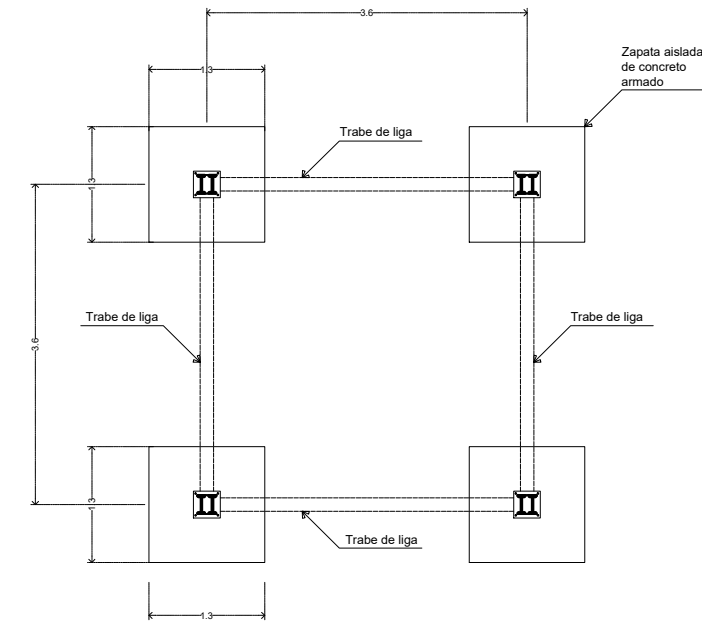 3.6
Zapata aislada
de concreto
armado
1.3
Trabe de liga
1.3
Trabe de liga
Trabe de liga
3.6
1.3
Trabe de liga
1.3